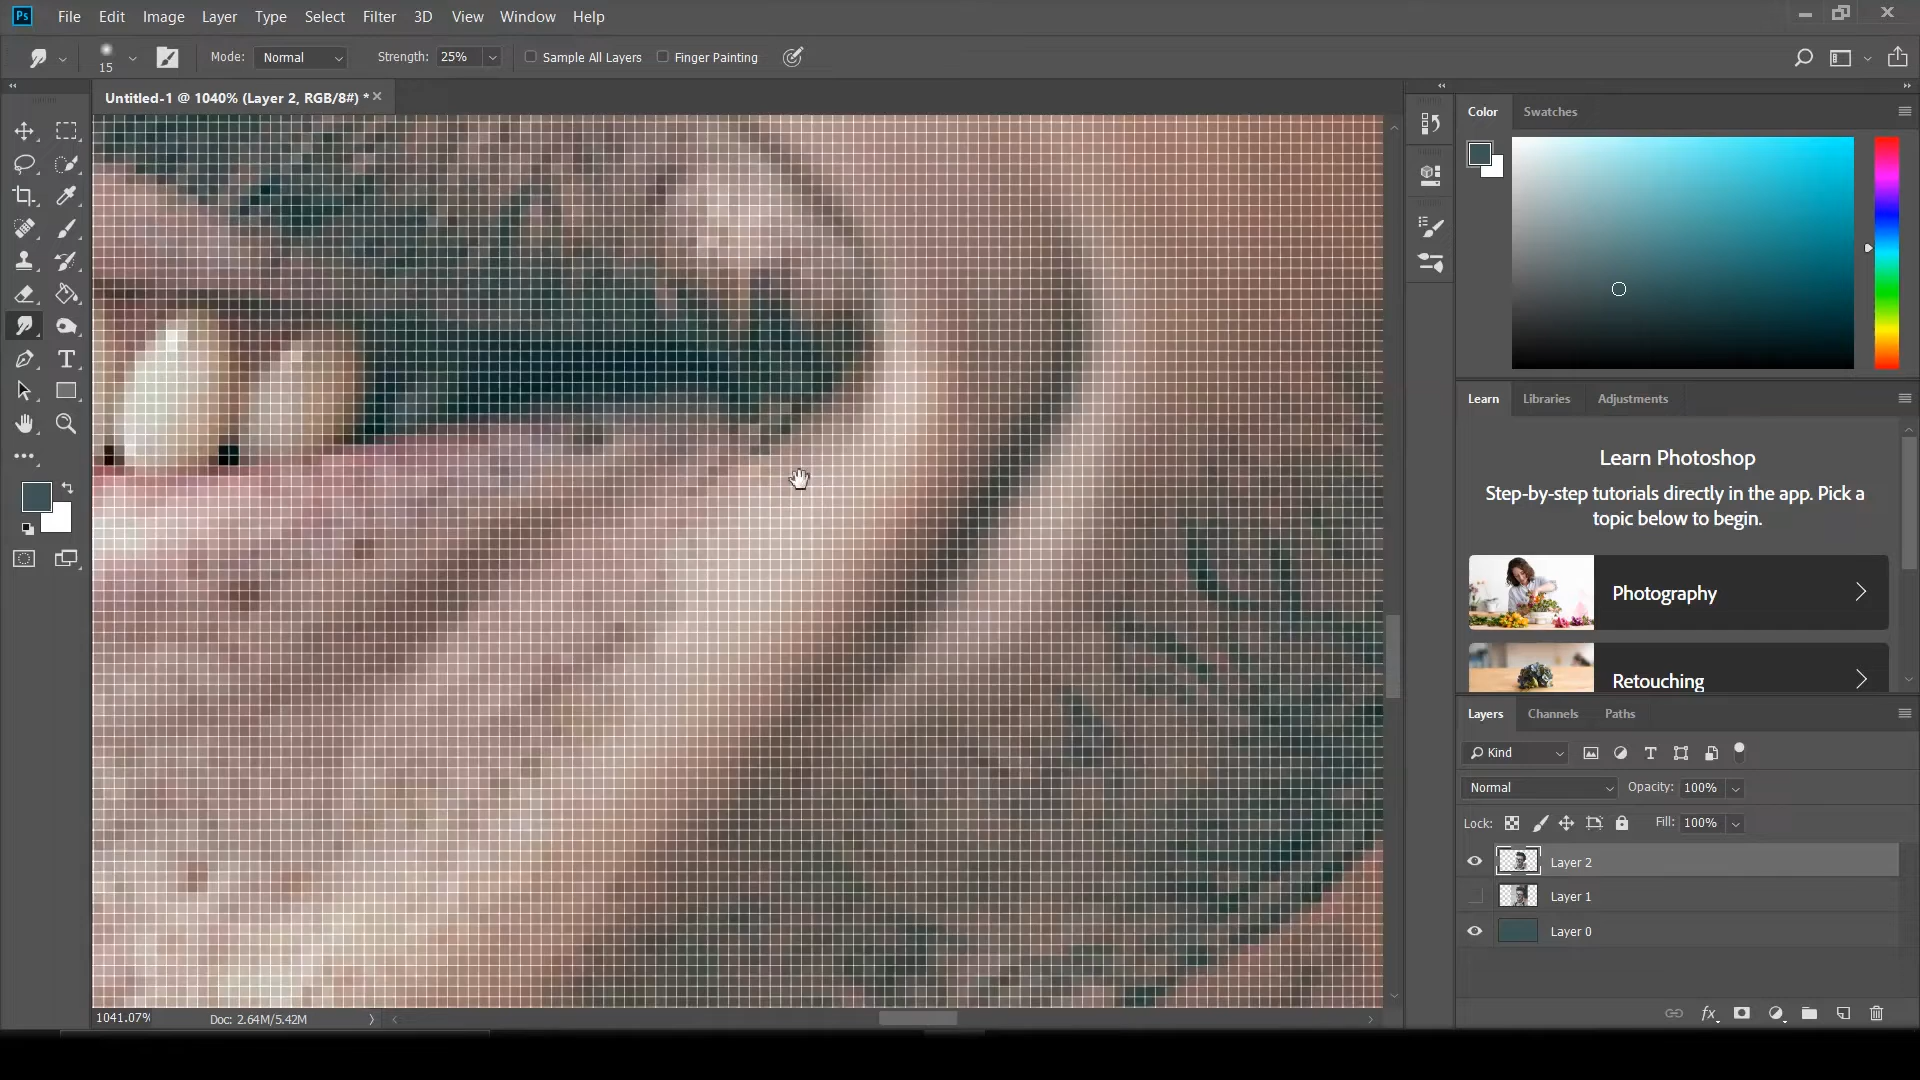 Ps File Edit Image Layer Type Select Filter 3D View Window Help
15 Mode: Normal Strength: 25% Sample All Layers Finger Painting
Untitled-1 @ 1040% (Layer 2, RGB/8#) *
Color Swatches
Learn Libraries Adjustments
Learn Photoshop
Step-by-step tutorials directly in the app. Pick a
topic below to begin.
Photography
Retouching
Layers Channels Paths
Kind
Normal Opacity: 100%
Lock: Fill: 100%
Layer 2
Layer 1
Layer 0
fx
1041.07% Doc: 2.64M/5.42M